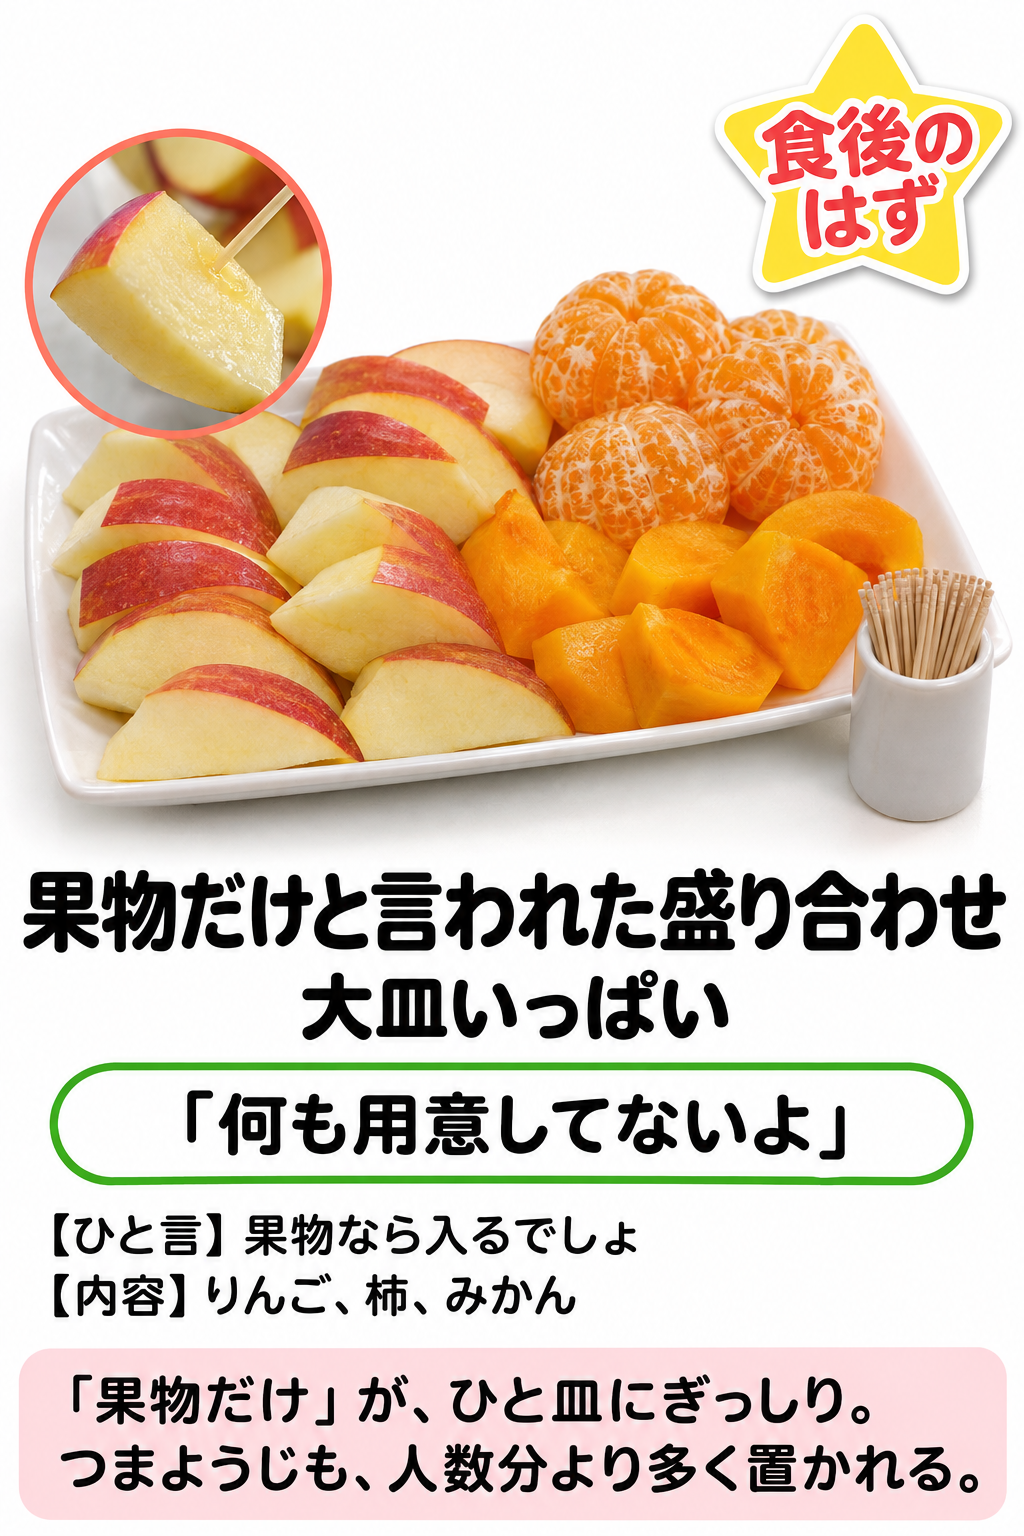 食後の
はず
果物だけと言われた盛り合わせ
大皿いっぱい
「何も用意してないよ」
【ひと言】果物なら入るでしょ
【内容】りんご、柿、みかん
「果物だけ」が、ひと皿にぎっしり。
つまようじも、人数分より多く置かれる。